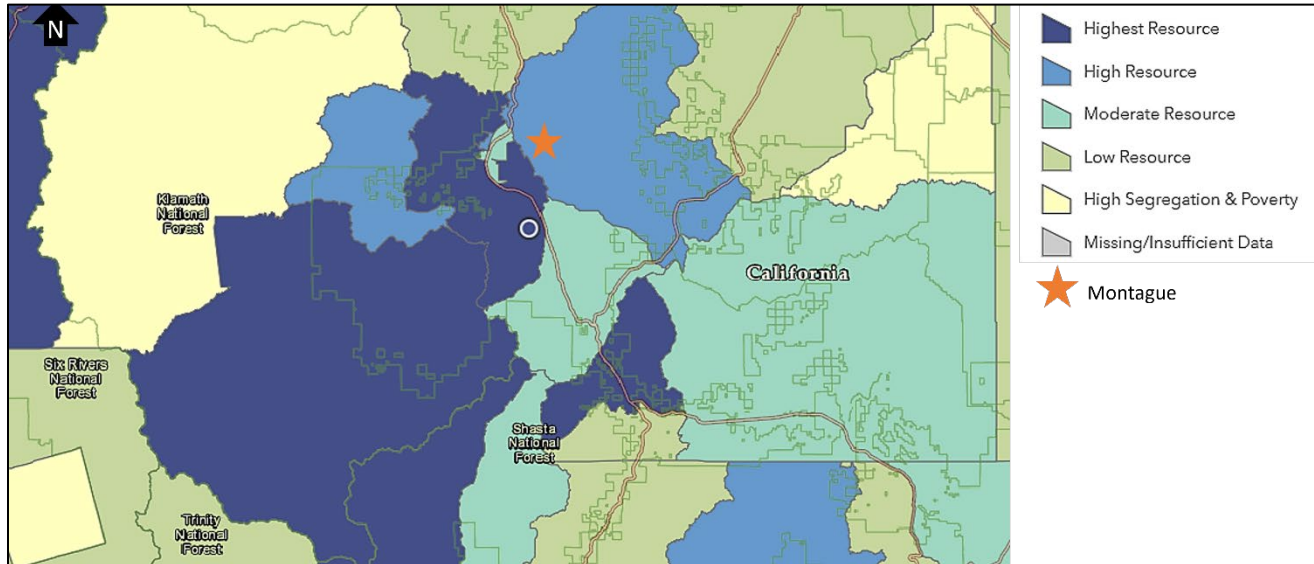 N
Klamath
National
Forest
California
Six Rivers
National
Forest
Shasta
National
Forest
Trinity
National
Forest
Highest Resource
High Resource
Moderate Resource
Low Resource
High Segregation & Poverty
Missing/Insufficient Data
Montague